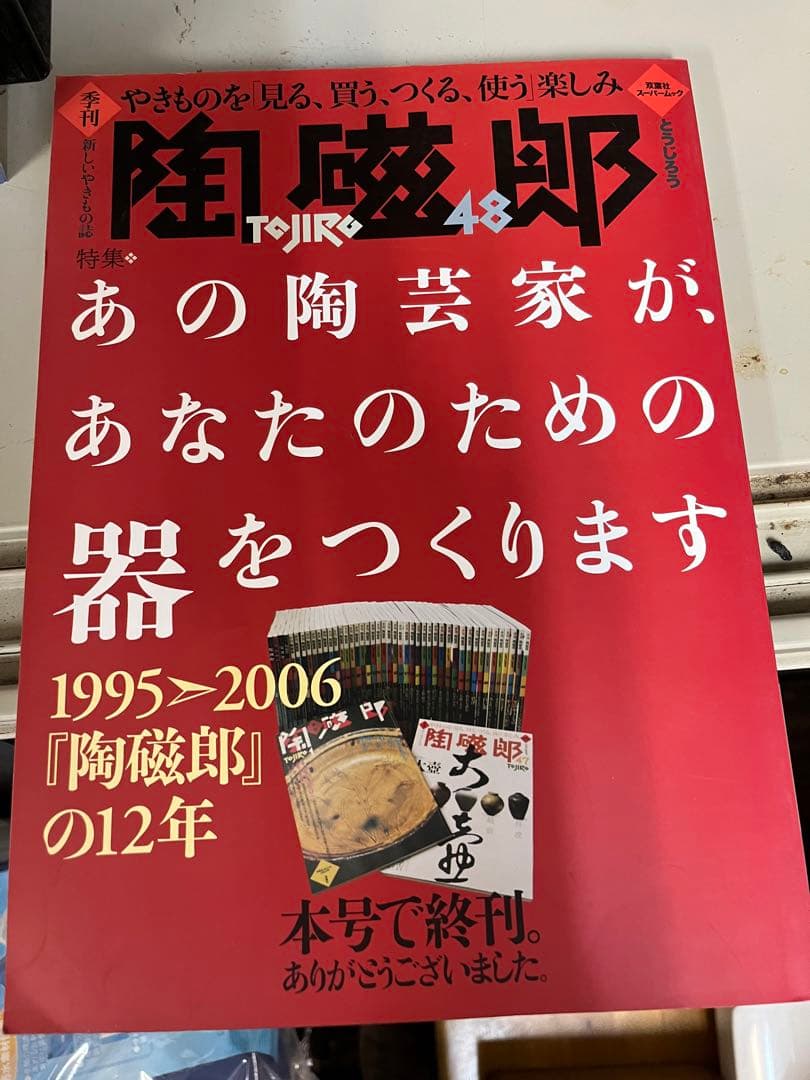 季刊
新しいやきもの誌
やきものを「見る、買う、つくる、使う」楽しみ
双葉社
スーパームック
陶磁郎
とうじろう
TOJIRO
48
特集
あの陶芸家が、
あなたのための
器をつくります
1995➣2006
『陶磁郎』
の12年
陶磁郎
TOJIRO
陶磁郎
47
TOJIRO
本号で終刊。
ありがとうございました。